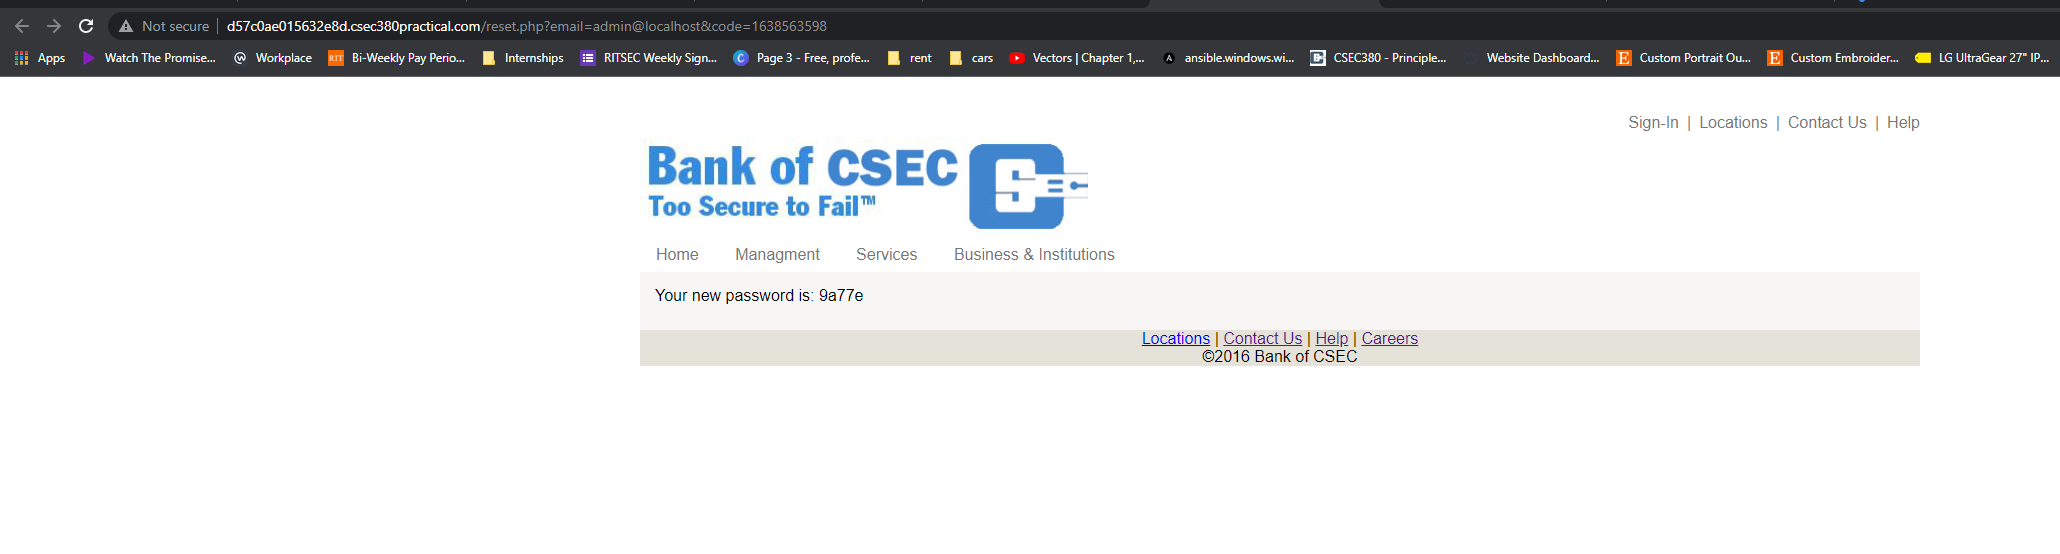 Not secure | d57c0ae015632e8d.csec380practical.com/reset.php?email=admin@localhost&code=1638563598
Apps Watch The Promise... Workplace RIT Bi-Weekly Pay Perio... Internships RITSEC Weekly Sign... C Page 3 - Free, profe... rent cars Vectors | Chapter 1,... A ansible.windows.wi... CSEC380 - Principle... Website Dashboard... E Custom Portrait Ou... E Custom Embroider... LG UltraGear 27" IP...
Sign-In | Locations | Contact Us | Help
Bank of CSEC
Too Secure to Fail™
Home Managment Services Business & Institutions
Your new password is: 9a77e
Locations | Contact Us | Help | Careers
©2016 Bank of CSEC